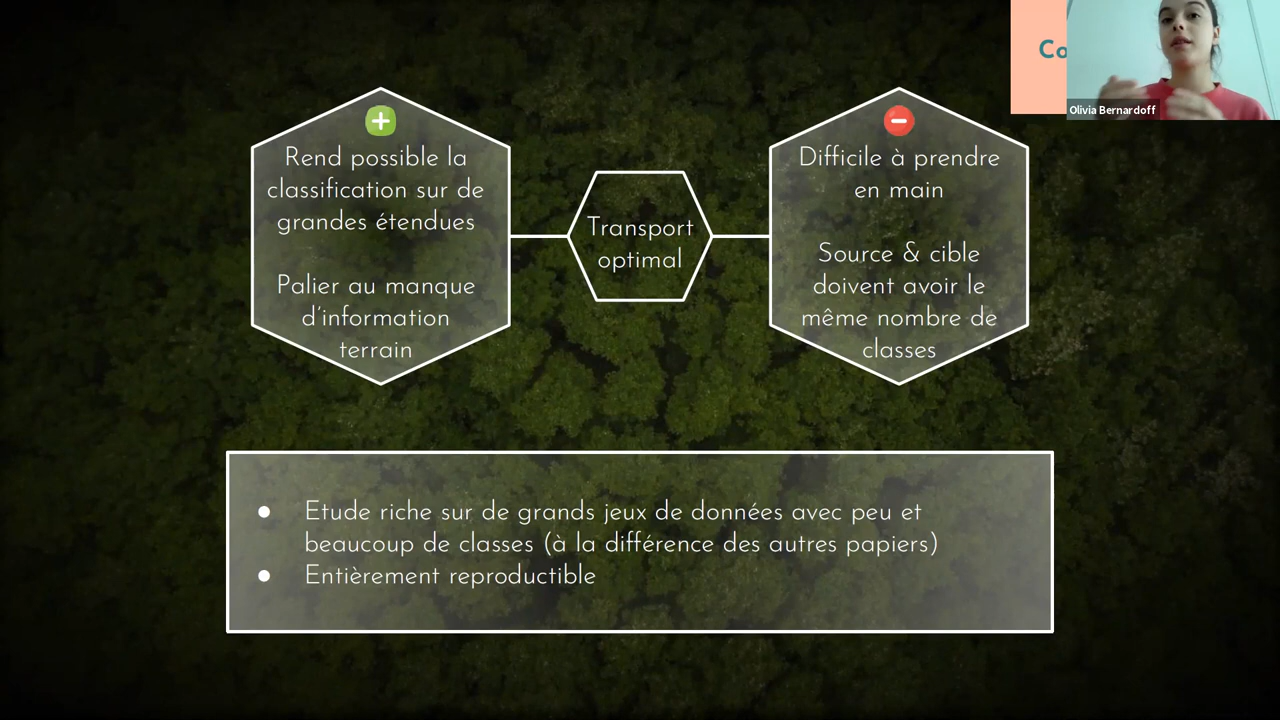 Rend possible la
classification sur de
grandes étendues
Palier au manque
d'information
terrain
Transport
optimal
Difficile à prendre
en main
Source & cible
doivent avoir le
même nombre de
classes
Etude riche sur de grands jeux de données avec peu et
beaucoup de classes (à la différence des autres papiers)
Entièrement reproductible
Co
Olivia Bernardoff